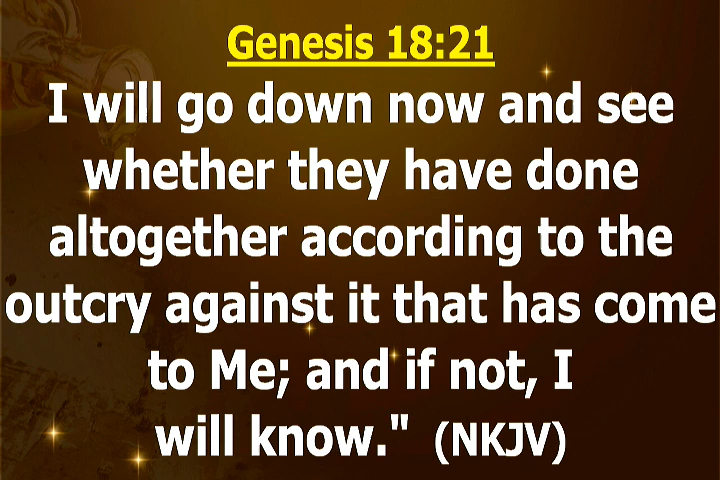 Genesis 18:21
I will go down now and see
whether they have done
altogether according to the
outcry against it that has come
to Me; and if not, I
will know." (NKJV)